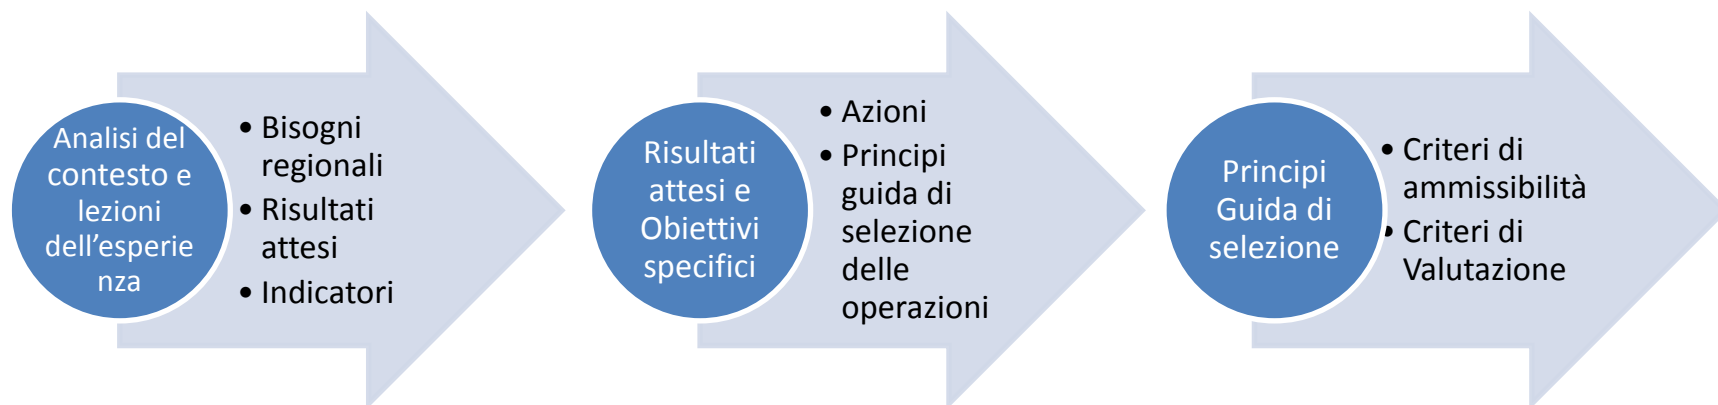 Analisi del
contesto e
lezioni
dell'esperie
nza
• Bisogni
regionali
• Risultati
attesi
• Indicatori
Risultati
attesi e
Obiettivi
specifici
• Azioni
• Principi
guida di
selezione
delle
operazioni
Principi
Guida di
selezione
• Criteri di
ammissibilità
• Criteri di
Valutazione